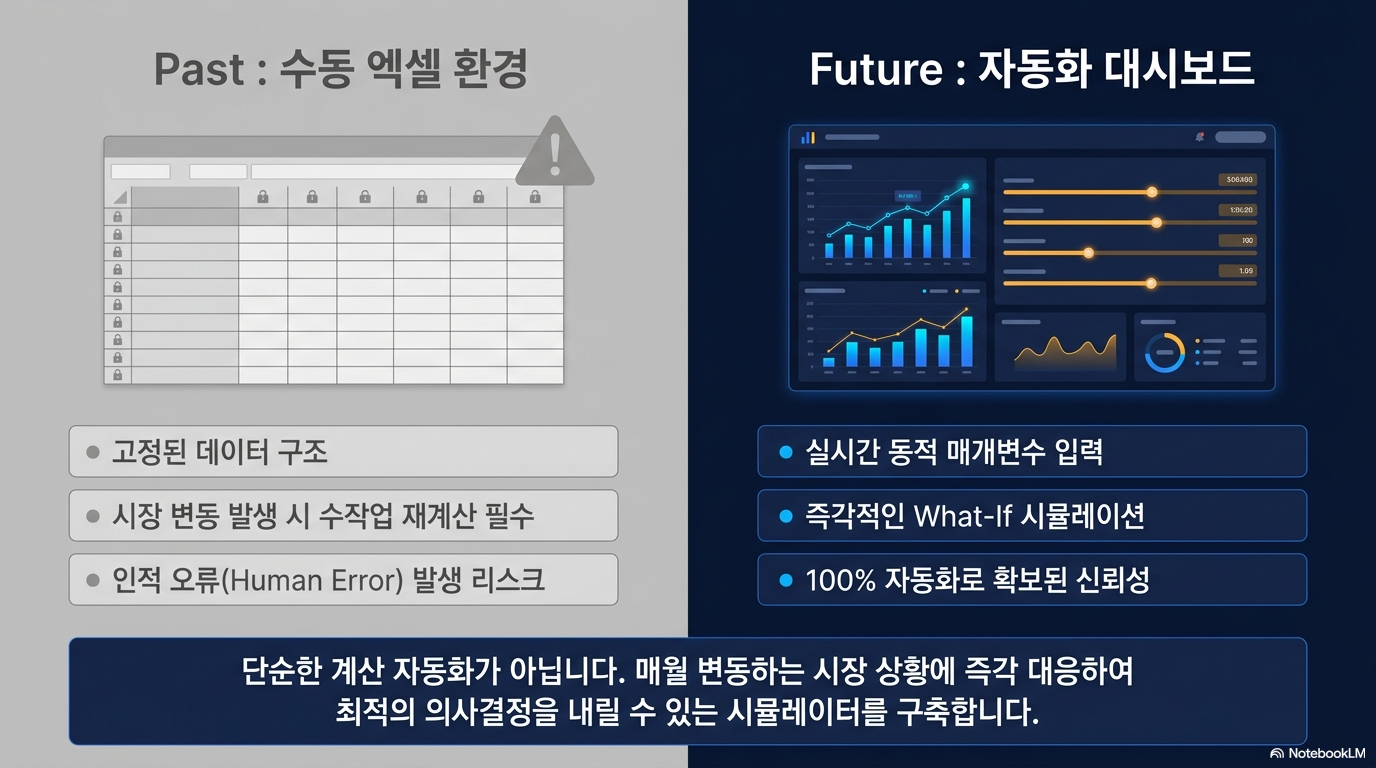 Past : 수동 엑셀 환경
고정된 데이터 구조
시장 변동 발생 시 수작업 재계산 필수
인적 오류(Human Error) 발생 리스크
Future : 자동화 대시보드
실시간 동적 매개변수 입력
즉각적인 What-If 시뮬레이션
100% 자동화로 확보된 신뢰성
단순한 계산 자동화가 아닙니다. 매월 변동하는 시장 상황에 즉각 대응하여
최적의 의사결정을 내릴 수 있는 시뮬레이터를 구축합니다.
NotebookLM